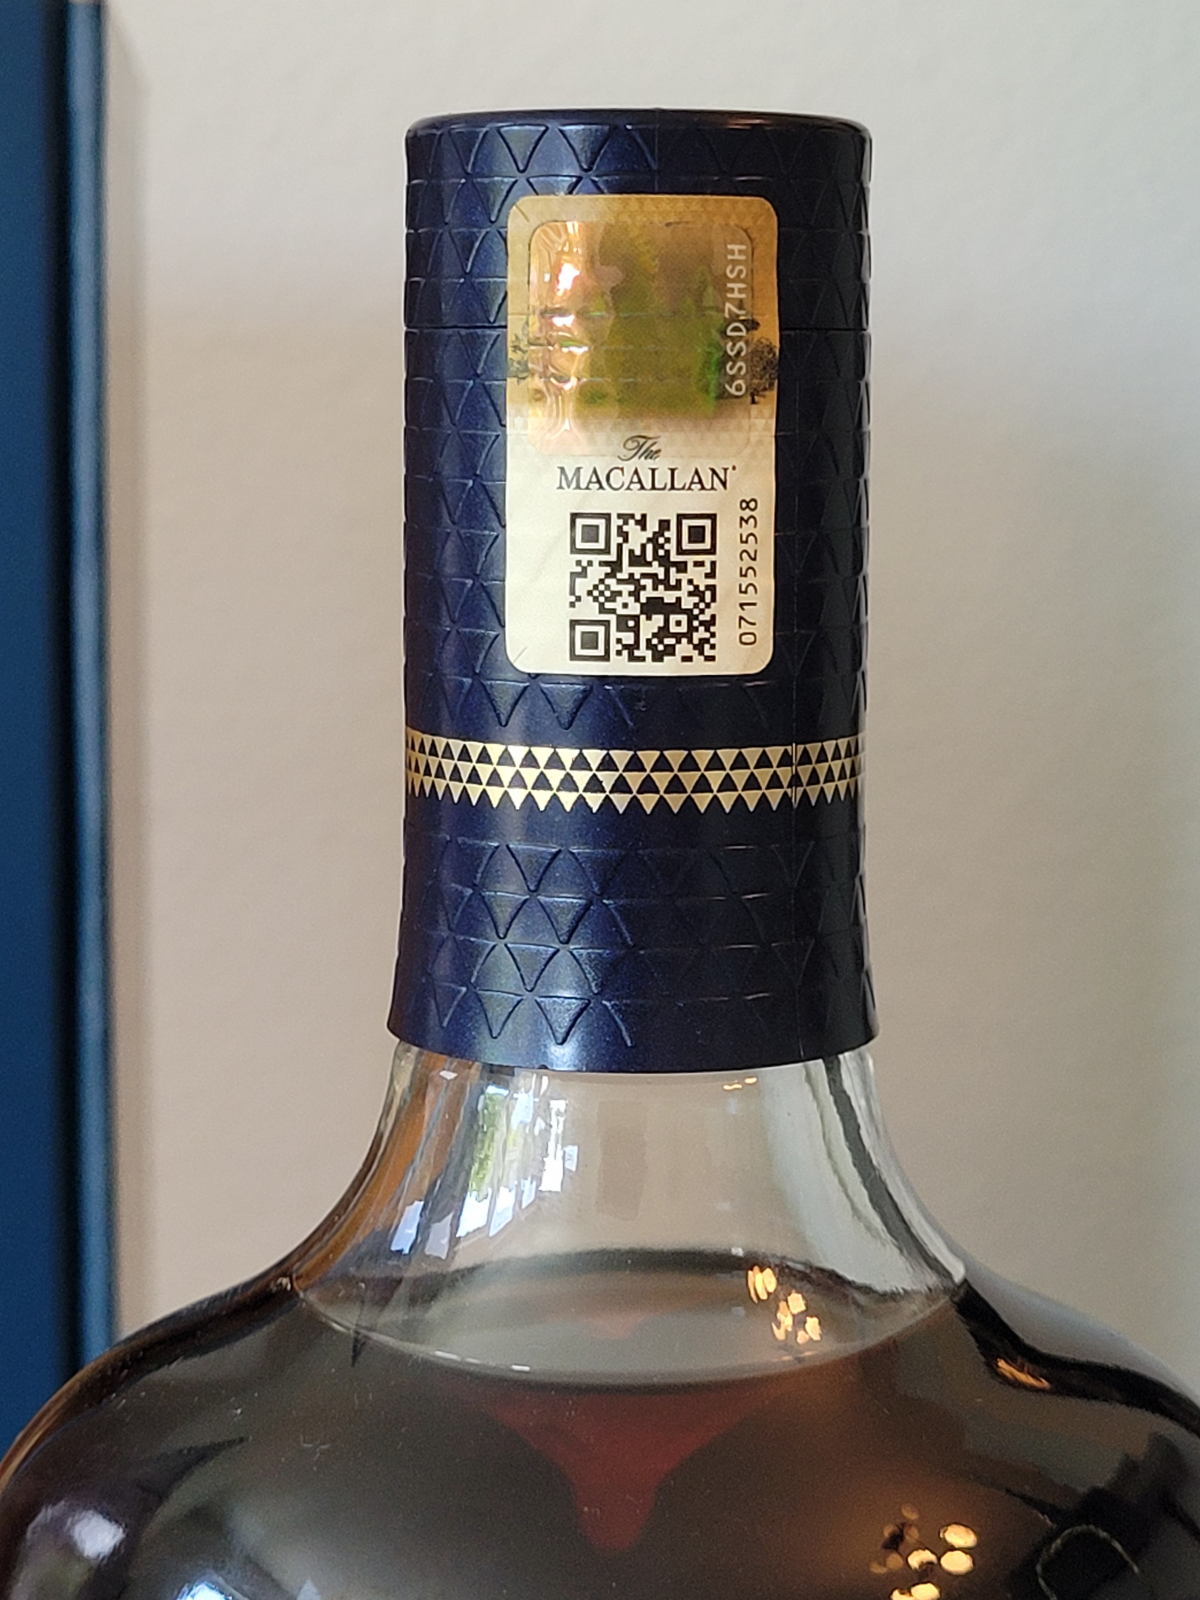 6SSD7HSH
The
MACALLAN
071552538